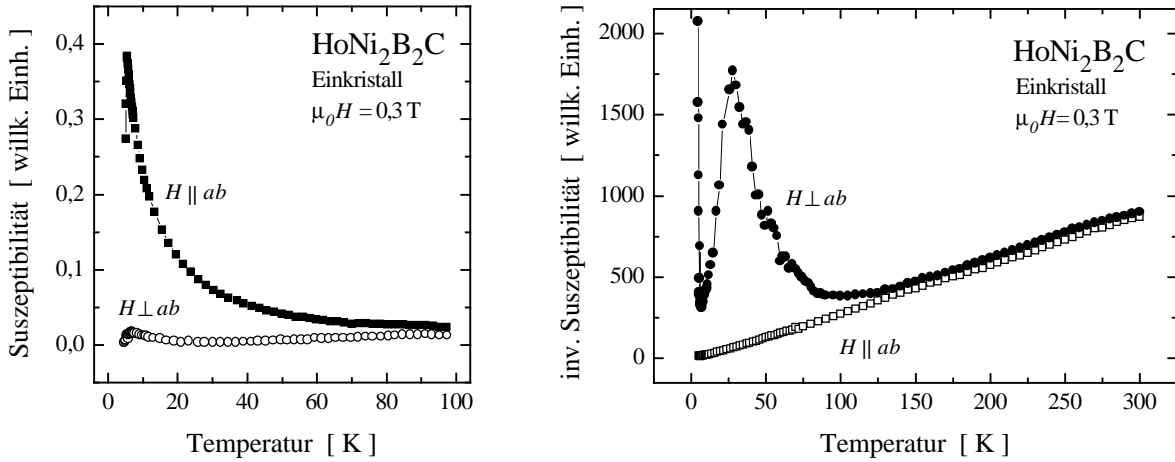 0,4
0,3
0,2
0,1
0,0
Suszeptibilität [ willk. Einh. ]
HoNi₂B₂C
Einkristall
μ₀H = 0,3 T
H || ab
H ⊥ ab
0 20 40 60 80 100
Temperatur [ K ]
2000
1500
1000
500
0
inv. Suszeptibilität [ willk. Einh. ]
HoNi₂B₂C
Einkristall
μ₀H= 0,3 T
H ⊥ ab
H || ab
0 50 100 150 200 250 300
Temperatur [ K ]